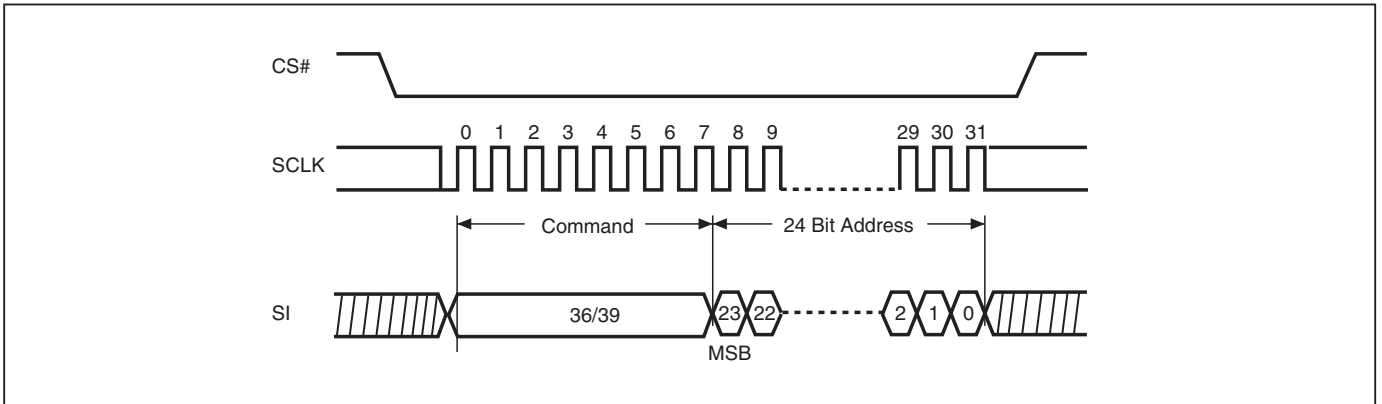 CS#
0 1 2 3 4 5 6 7 8 9 29 30 31
SCLK
Command 24 Bit Address
SI 36/39 23 22 2 1 0
MSB